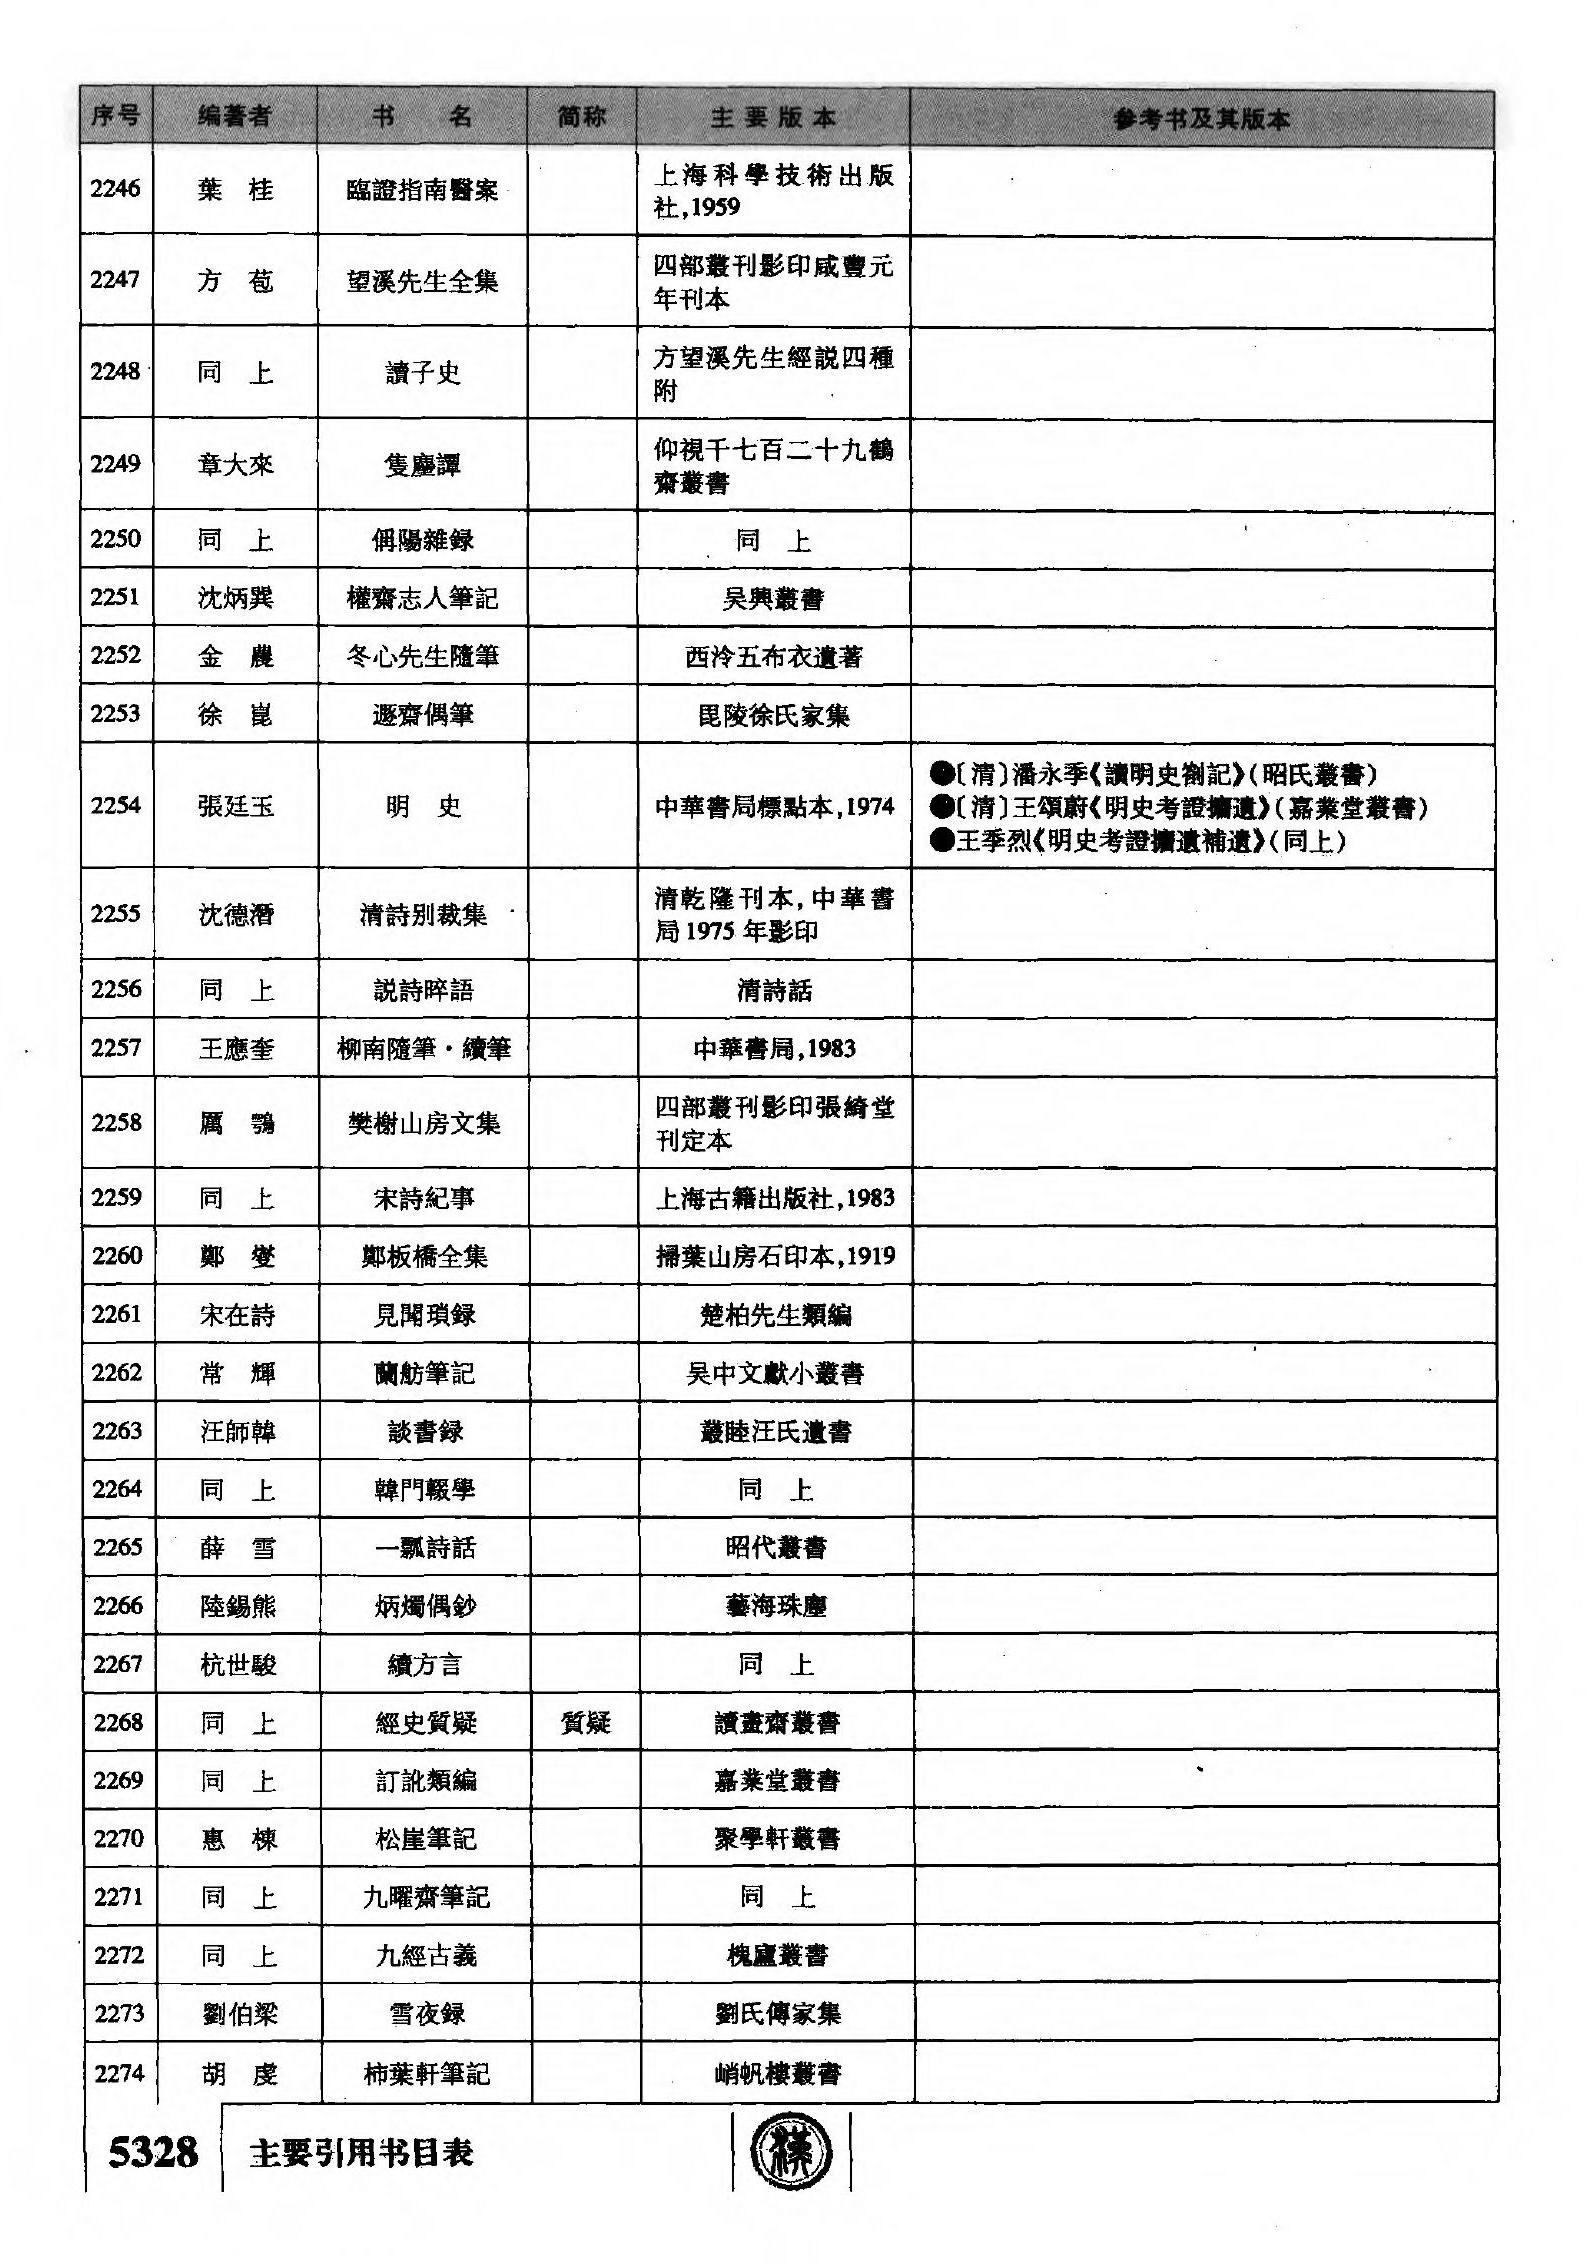 序号 编著者 书 名 简称 主要版本 参考书及其版本
2246 葉 桂 臨證指南醫案 上海科學技術出版
社,1959
2247 方 苞 望溪先生全集 四部叢刊影印咸豐元
年刊本
2248 同 上 讀子史 方望溪先生經説四種
附
2249 章大來 隻塵譚 仰視千七百二十九鶴
齋叢書
2250 同 上 偁陽雜録 同 上
2251 沈炳巽 權齋志人筆記 吴興叢書
2252 金 農 冬心先生隨筆 西泠五布衣遺著
2253 徐 崑 遯齋偶筆 毘陵徐氏家集
2254 張廷玉 明 史 中華書局標點本,1974
●〔清〕潘永季《讀明史劄記》(昭氏叢書)
●〔清〕王頌蔚《明史考證攟遺》(嘉業堂叢書)
●王季烈《明史考證攟遺補遺》(同上)
2255 沈德潛 清詩别裁集 清乾隆刊本,中華書
局1975年影印
2256 同 上 説詩晬語 清詩話
2257 王應奎 柳南隨筆·續筆 中華書局,1983
2258 厲 鶚 樊榭山房文集 四部叢刊影印張綺堂
刊定本
2259 同 上 宋詩紀事 上海古籍出版社,1983
2260 鄭 燮 鄭板橋全集 掃葉山房石印本,1919
2261 宋在詩 見聞瑣録 楚柏先生類編
2262 常 輝 蘭舫筆記 吴中文獻小叢書
2263 汪師韓 談書録 叢睦汪氏遺書
2264 同 上 韓門輟學 同 上
2265 薛 雪 一瓢詩話 昭代叢書
2266 陸錫熊 炳燭偶鈔 藝海珠塵
2267 杭世駿 續方言 同 上
2268 同 上 經史質疑 質疑 讀畫齋叢書
2269 同 上 訂訛類編 嘉業堂叢書
2270 惠 棟 松崖筆記 聚學軒叢書
2271 同 上 九曜齋筆記 同 上
2272 同 上 九經古義 槐廬叢書
2273 劉伯梁 雪夜録 劉氏傳家集
2274 胡 虔 柿葉軒筆記 峭帆樓叢書
5328 主要引用书目表 漢